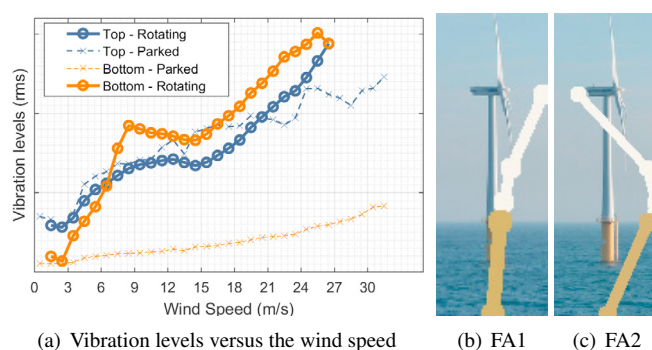 Top - Rotating
Top - Parked
Bottom - Parked
Bottom - Rotating
Vibration levels (rms)
0 3 6 9 12 15 18 21 24 27 30
Wind Speed (m/s)
(a) Vibration levels versus the wind speed (b) FA1 (c) FA2